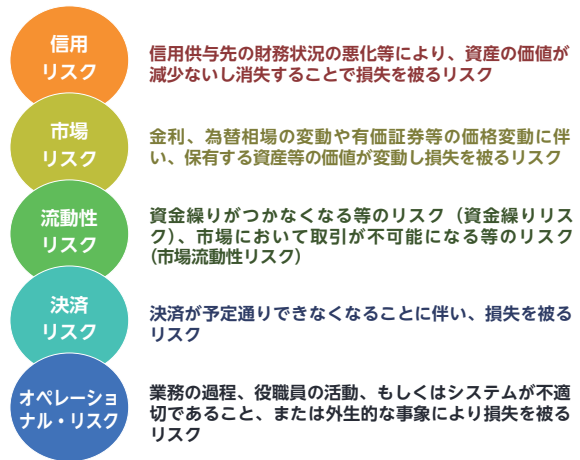 信用
リスク
信用供与先の財務状況の悪化等により、資産の価値が
減少ないし消失することで損失を被るリスク
市場
リスク
金利、為替相場の変動や有価証券等の価格変動に伴
い、保有する資産等の価値が変動し損失を被るリスク
流動性
リスク
資金繰りがつかなくなる等のリスク（資金繰りリス
ク）、市場において取引が不可能になる等のリスク
(市場流動性リスク)
決済
リスク
決済が予定通りできなくなることに伴い、損失を被る
リスク
オペレーショ
ナル・リスク
業務の過程、役職員の活動、もしくはシステムが不適
切であること、または外生的な事象により損失を被る
リスク